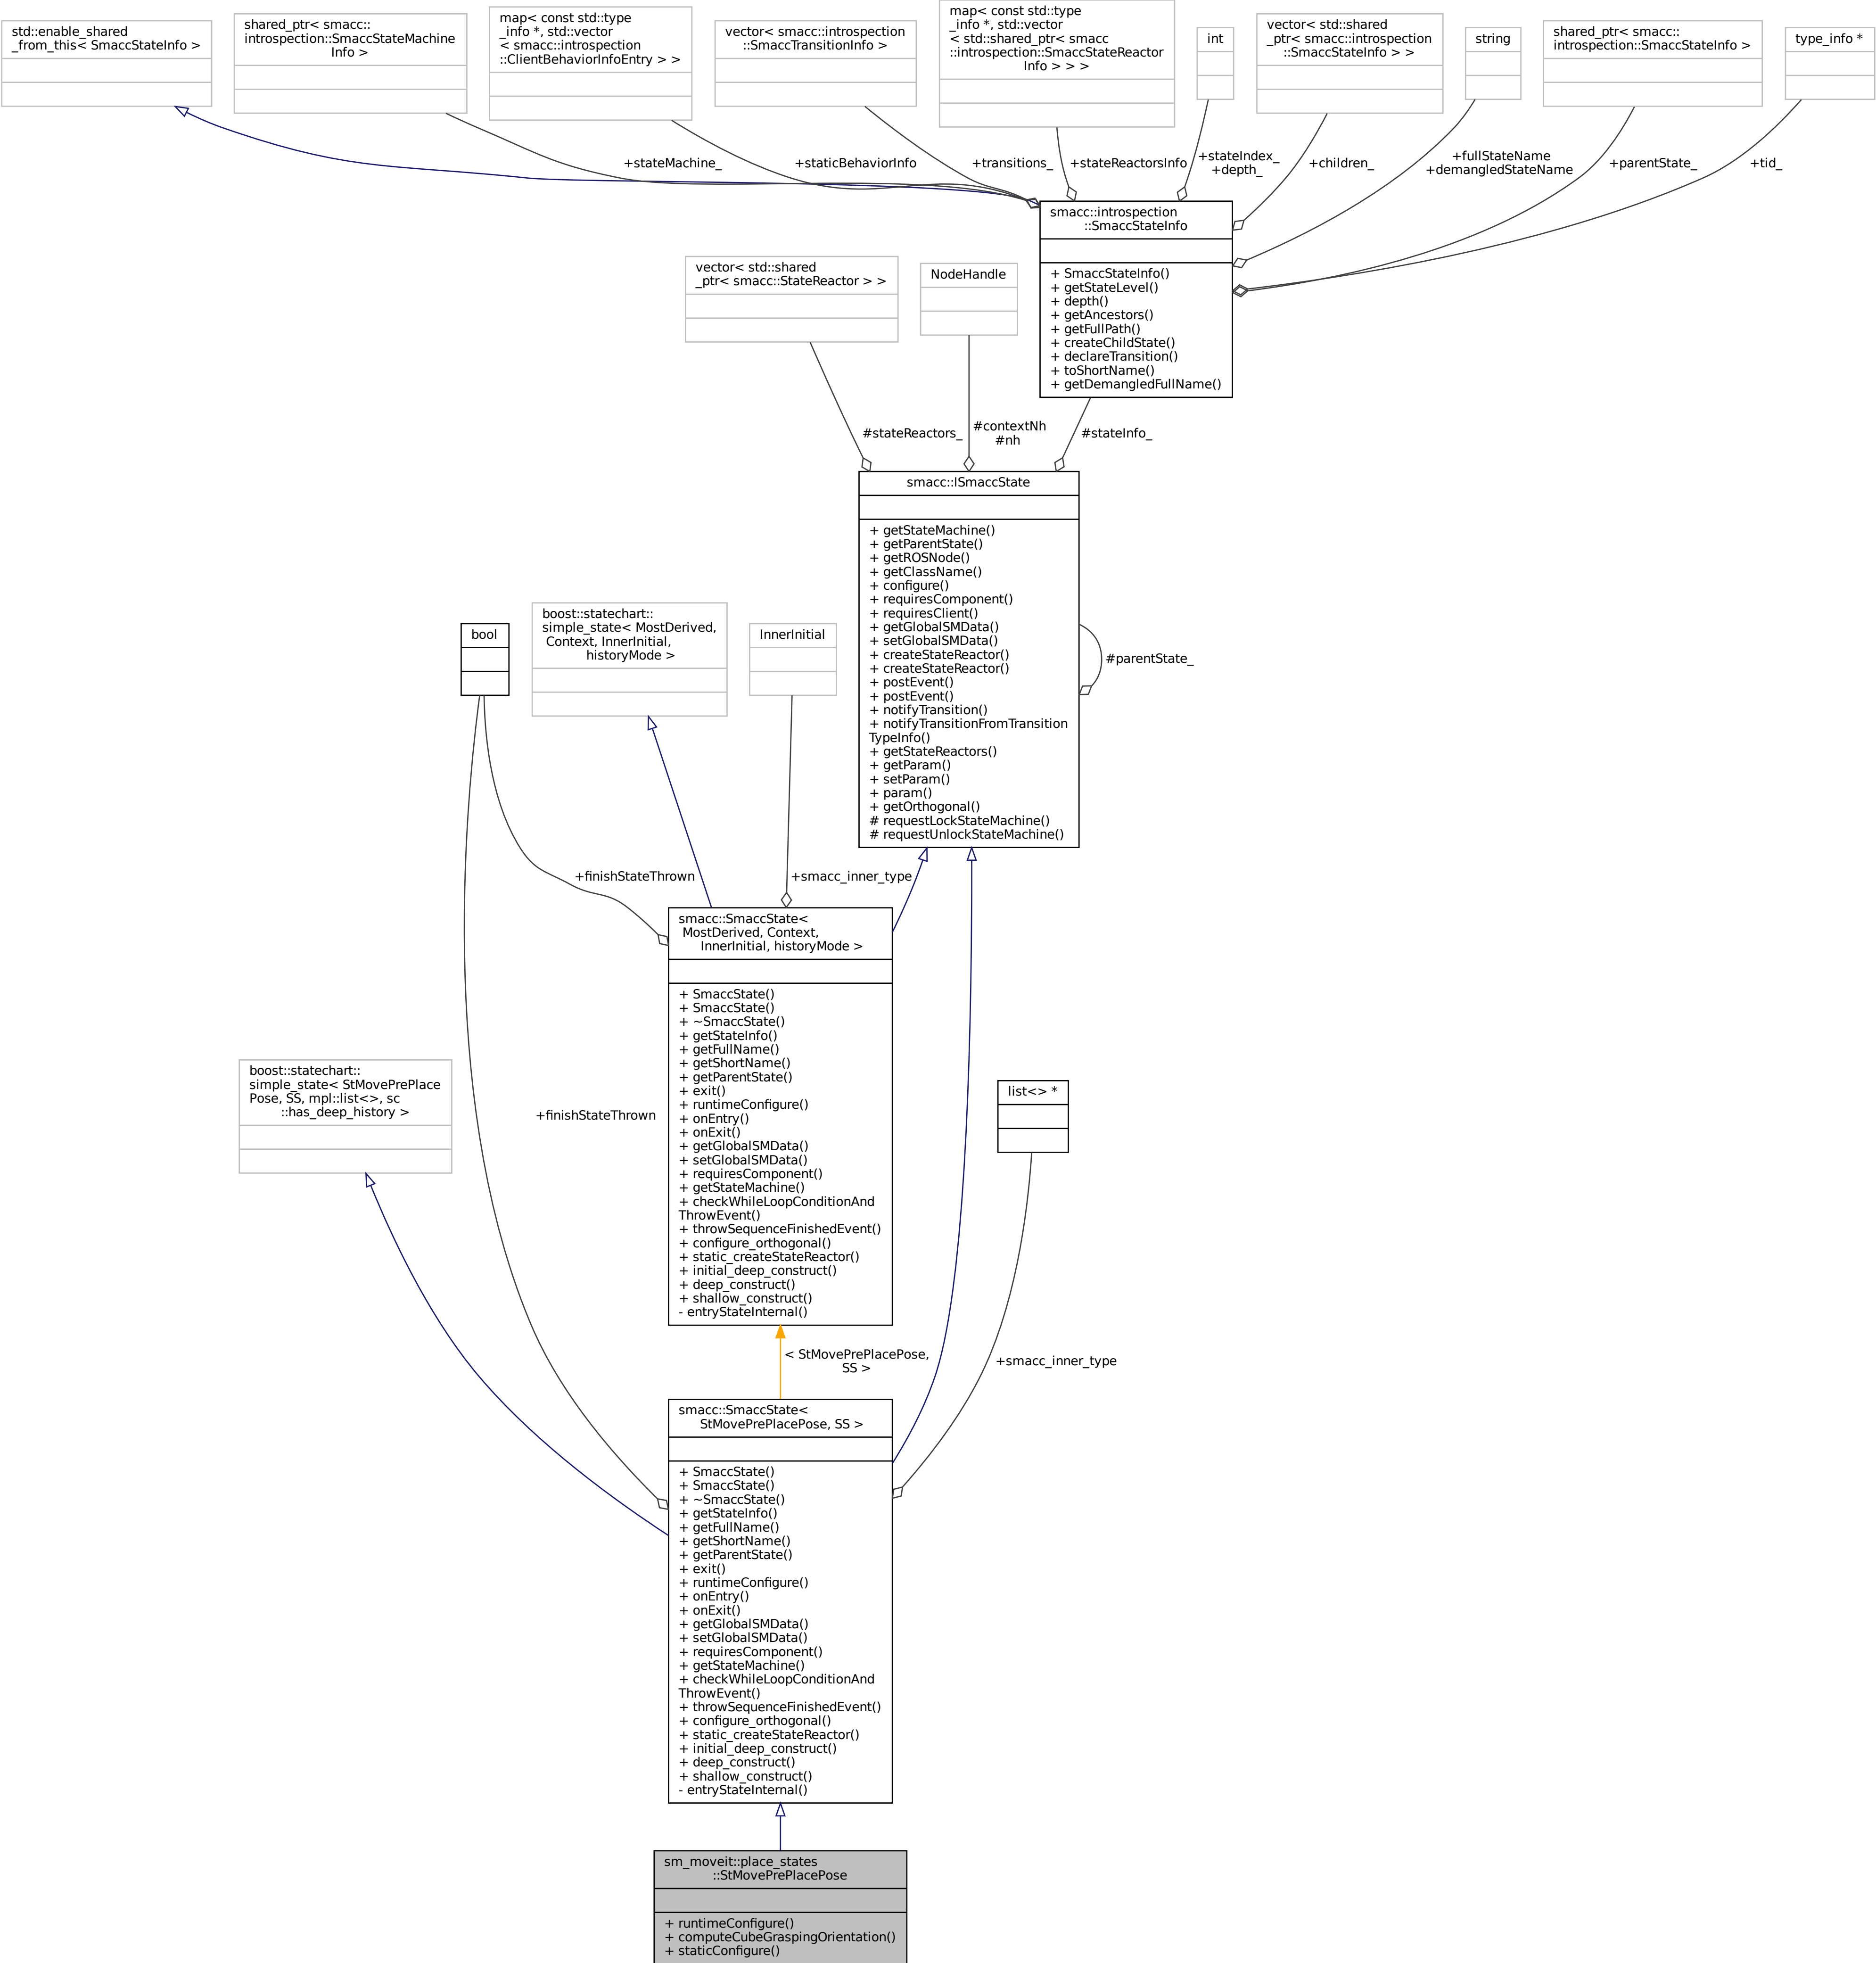 std::enable_shared
_from_this< SmaccStateInfo >
shared_ptr< smacc::
introspection::SmaccStateMachine
Info >
map< const std::type
_info *, std::vector
< smacc::introspection
::ClientBehaviorInfoEntry > >
vector< smacc::introspection
::SmaccTransitionInfo >
map< const std::type
_info *, std::vector
< std::shared_ptr< smacc
::introspection::SmaccStateReactor
Info > > >
int
vector< std::shared
_ptr< smacc::introspection
::SmaccStateInfo > >
string
shared_ptr< smacc::
introspection::SmaccStateInfo >
type_info *
+stateMachine_
+staticBehaviorInfo
+transitions_
+stateReactorsInfo
+stateIndex_
+depth_
+children_
+fullStateName
+demangledStateName
+parentState_
+tid_
smacc::introspection
::SmaccStateInfo
+ SmaccStateInfo()
+ getStateLevel()
+ depth()
+ getAncestors()
+ getFullPath()
+ createChildState()
+ declareTransition()
+ toShortName()
+ getDemangledFullName()
vector< std::shared
_ptr< smacc::StateReactor > >
NodeHandle
#stateReactors_
#contextNh
#nh
#stateInfo_
smacc::ISmaccState
+ getStateMachine()
+ getParentState()
+ getROSNode()
+ getClassName()
+ configure()
+ requiresComponent()
+ requiresClient()
+ getGlobalSMData()
+ setGlobalSMData()
+ createStateReactor()
+ createStateReactor()
+ postEvent()
+ postEvent()
+ notifyTransition()
+ notifyTransitionFromTransition
TypeInfo()
+ getStateReactors()
+ getParam()
+ setParam()
+ param()
+ getOrthogonal()
# requestLockStateMachine()
# requestUnlockStateMachine()
#parentState_
bool
boost::statechart::
simple_state< MostDerived,
Context, InnerInitial,
historyMode >
InnerInitial
+finishStateThrown
+smacc_inner_type
smacc::SmaccState<
MostDerived, Context,
InnerInitial, historyMode >
+ SmaccState()
+ SmaccState()
+ ~SmaccState()
+ getStateInfo()
+ getFullName()
+ getShortName()
+ getParentState()
+ exit()
+ runtimeConfigure()
+ onEntry()
+ onExit()
+ getGlobalSMData()
+ setGlobalSMData()
+ requiresComponent()
+ getStateMachine()
+ checkWhileLoopConditionAnd
ThrowEvent()
+ throwSequenceFinishedEvent()
+ configure_orthogonal()
+ static_createStateReactor()
+ initial_deep_construct()
+ deep_construct()
+ shallow_construct()
- entryStateInternal()
boost::statechart::
simple_state< StMovePrePlace
Pose, SS, mpl::list<>, sc
::has_deep_history >
+finishStateThrown
list<> *
< StMovePrePlacePose,
SS >
+smacc_inner_type
smacc::SmaccState<
StMovePrePlacePose, SS >
+ SmaccState()
+ SmaccState()
+ ~SmaccState()
+ getStateInfo()
+ getFullName()
+ getShortName()
+ getParentState()
+ exit()
+ runtimeConfigure()
+ onEntry()
+ onExit()
+ getGlobalSMData()
+ setGlobalSMData()
+ requiresComponent()
+ getStateMachine()
+ checkWhileLoopConditionAnd
ThrowEvent()
+ throwSequenceFinishedEvent()
+ configure_orthogonal()
+ static_createStateReactor()
+ initial_deep_construct()
+ deep_construct()
+ shallow_construct()
- entryStateInternal()
sm_moveit::place_states
::StMovePrePlacePose
+ runtimeConfigure()
+ computeCubeGraspingOrientation()
+ staticConfigure()